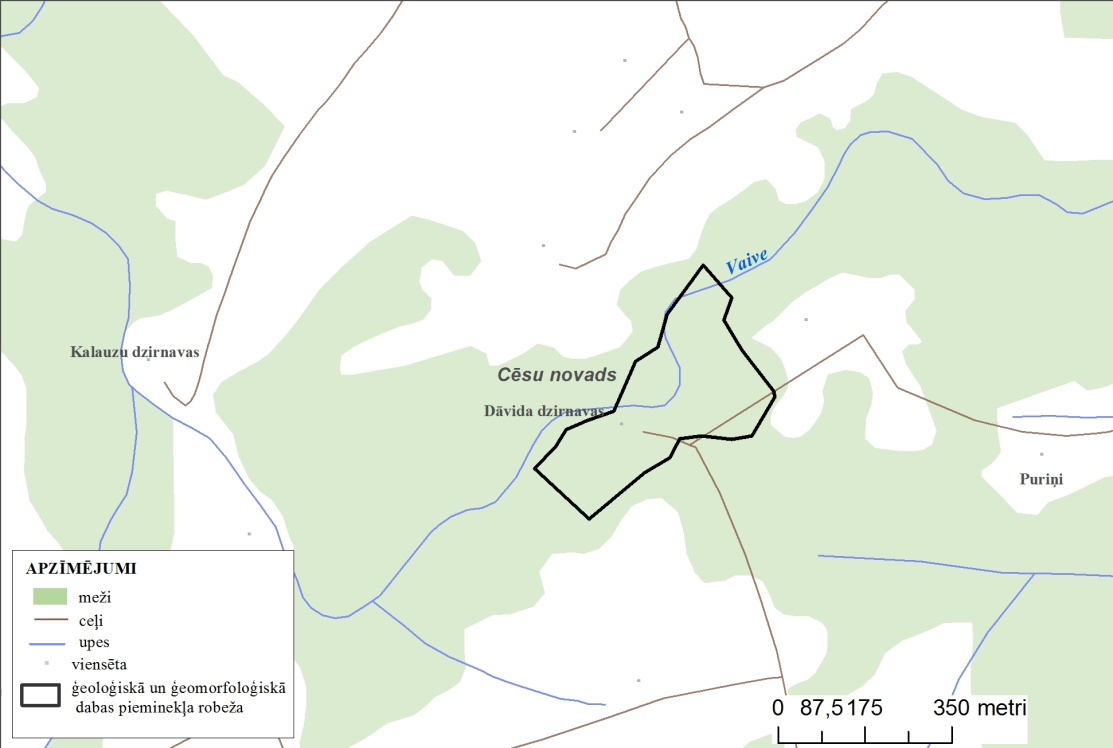 Vaive
Kalauzu dzirnavas
Cēsu novads
Dāvida dzirnavas
Puriņi
APZĪMĒJUMI
meži
ceļi
upes
viensēta
ģeoloģiskā un ģeomorfoloģiskā
dabas pieminekļa robeža
0 87,5 175 350 metri